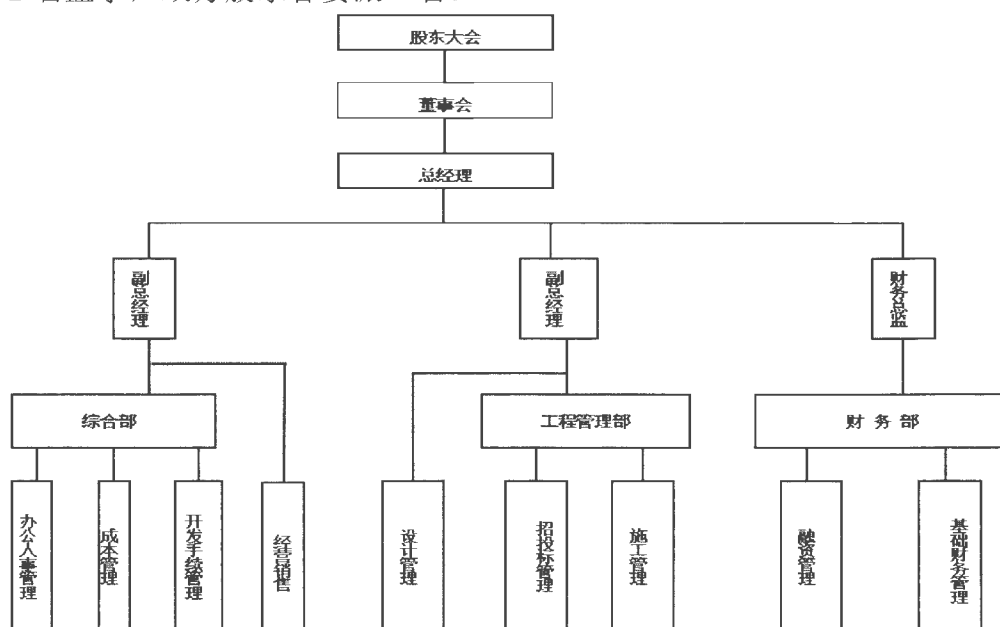 股东大会
董事会
总经理
副总经理
副总经理
财务总监
综合部
工程管理部
财务部
办公人事管理
成本管理
开发手续管理
经营销售
设计管理
招投标管理
施工管理
融资管理
基础财务管理